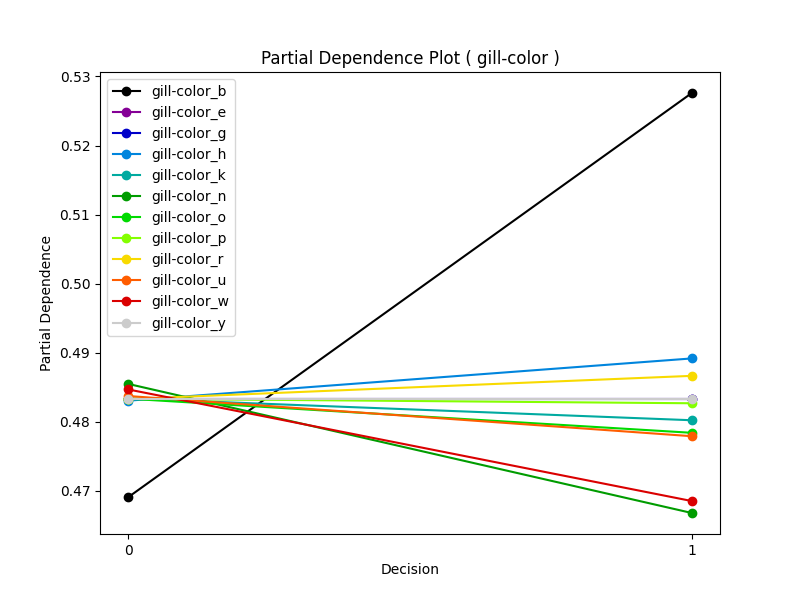 Partial Dependence Plot ( gill-color )
0.53
0.52
0.51
0.50
0.49
0.48
0.47
Partial Dependence
gill-color_b
gill-color_e
gill-color_g
gill-color_h
gill-color_k
gill-color_n
gill-color_o
gill-color_p
gill-color_r
gill-color_u
gill-color_w
gill-color_y
0
1
Decision